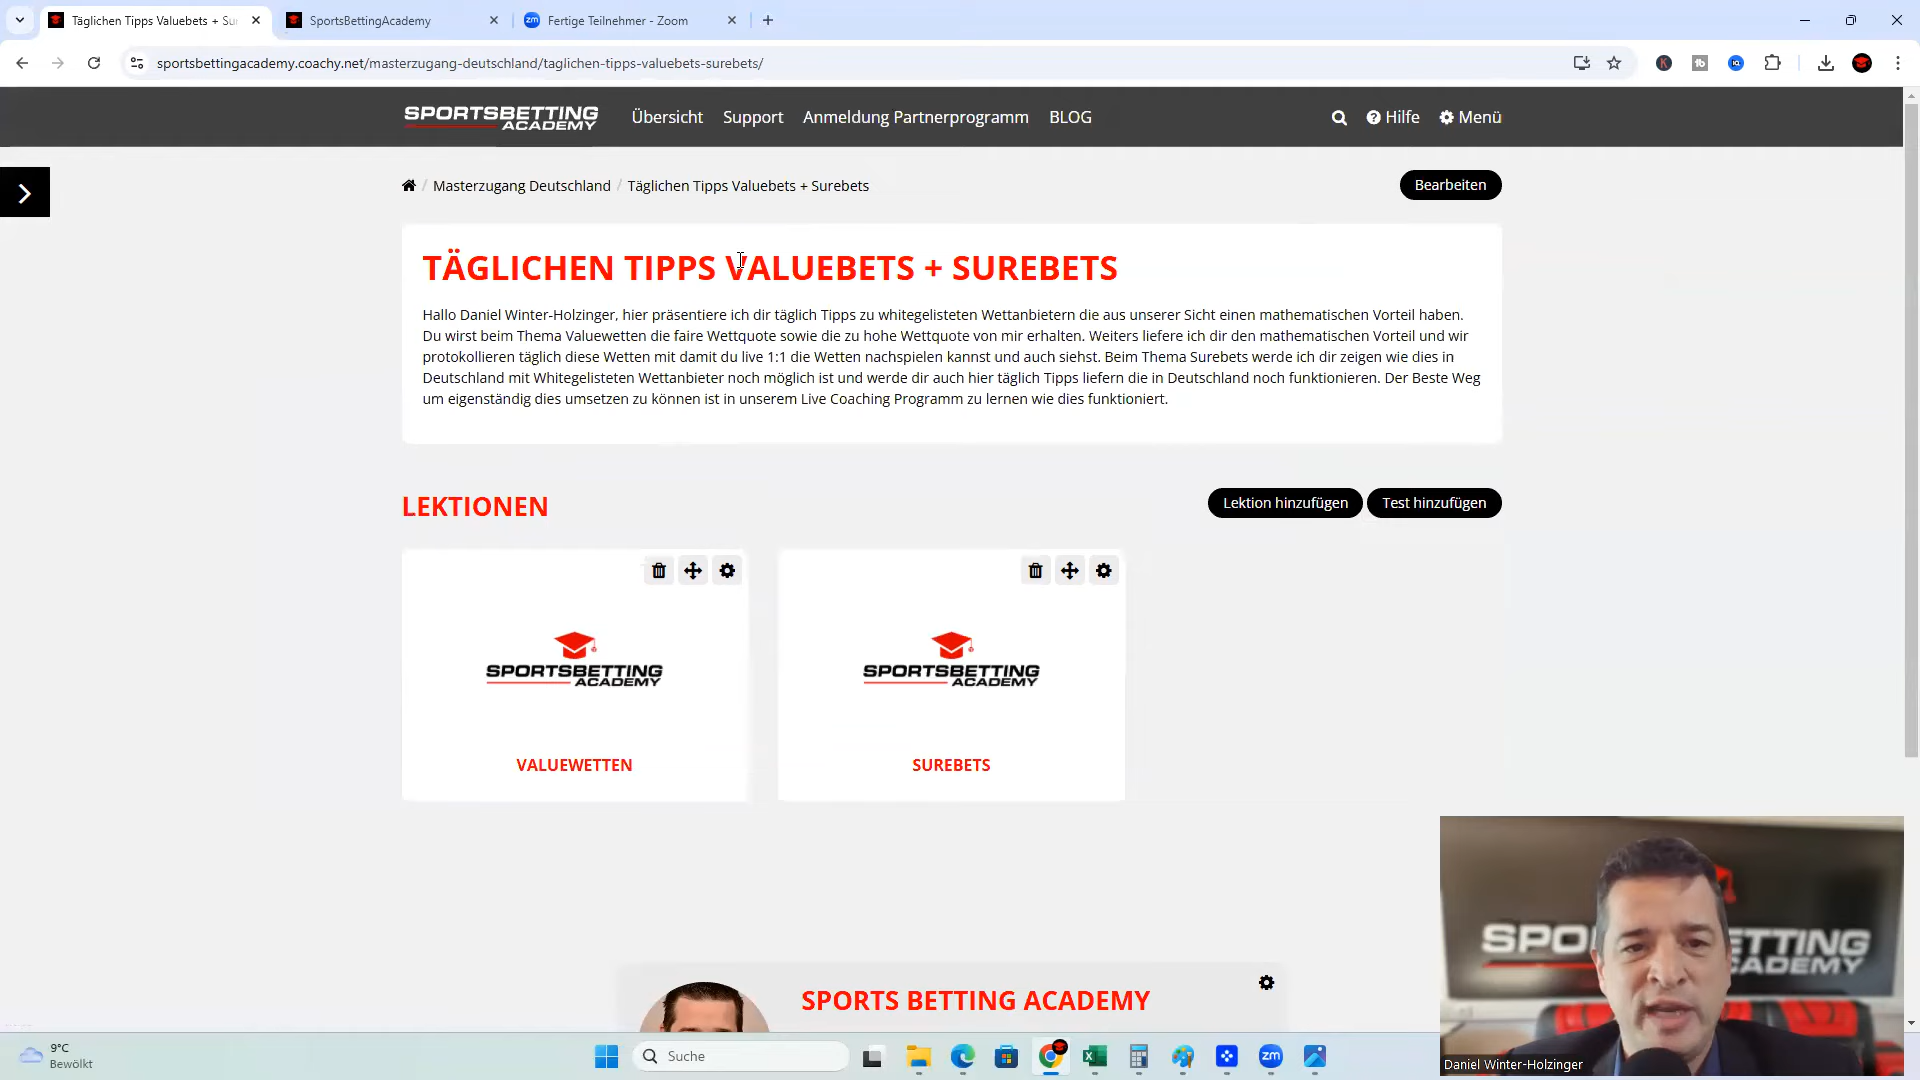 Täglichen Tipps Valuebets + Su
SportsBettingAcademy
Fertige Teilnehmer - Zoom
sportsbettingacademy.coachy.net/masterzugang-deutschland/taglichen-tipps-valuebets-surebets/
SPORTSBETTING
ACADEMY
Übersicht
Support
Anmeldung Partnerprogramm
BLOG
Hilfe
Menü
/ Masterzugang Deutschland / Täglichen Tipps Valuebets + Surebets
Bearbeiten
TÄGLICHEN TIPPS VALUEBETS + SUREBETS
Hallo Daniel Winter-Holzinger, hier präsentiere ich dir täglich Tipps zu whitegelisteten Wettanbietern die aus unserer Sicht einen mathematischen Vorteil haben.
Du wirst beim Thema Valuewetten die faire Wettquote sowie die zu hohe Wettquote von mir erhalten. Weiters liefere ich dir den mathematischen Vorteil und wir
protokollieren täglich diese Wetten mit damit du live 1:1 die Wetten nachspielen kannst und auch siehst. Beim Thema Surebets werde ich dir zeigen wie dies in
Deutschland mit Whitegelisteten Wettanbieter noch möglich ist und werde dir auch hier täglich Tipps liefern die in Deutschland noch funktionieren. Der Beste Weg
um eigenständig dies umsetzen zu können ist in unserem Live Coaching Programm zu lernen wie dies funktioniert.
LEKTIONEN
Lektion hinzufügen
Test hinzufügen
SPORTSBETTING
ACADEMY
VALUEWETTEN
SPORTSBETTING
ACADEMY
SUREBETS
SPORTS BETTING ACADEMY
SPO ETTING
ADEMY
Daniel Winter-Holzinger
9°C
Bewölkt
Suche
zm